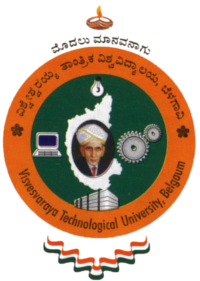 ಮೊದಲು ಮಾನವನಾಗು
ವಿಶ್ವೇಶ್ವರಯ್ಯ ತಾಂತ್ರಿಕ ವಿಶ್ವವಿದ್ಯಾಲಯ, ಬೆಳಗಾವಿ
Visvesvaraya Technological University, Belgaum